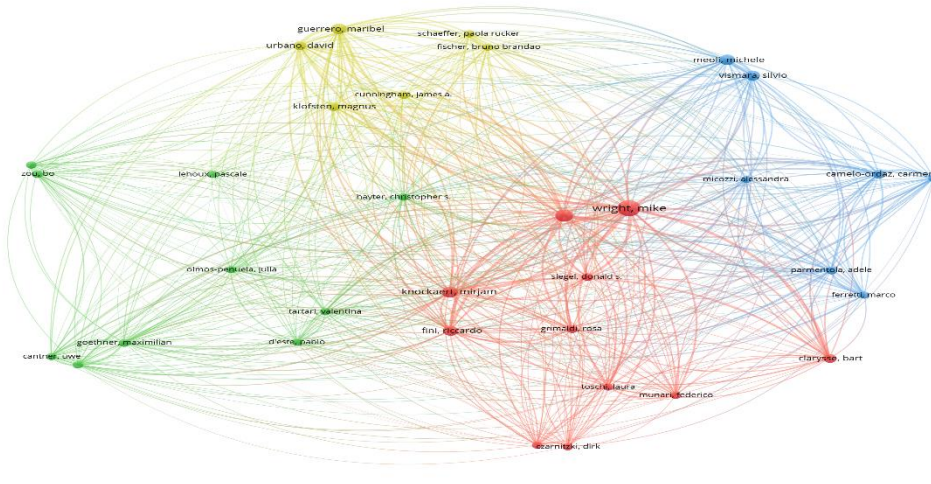 guerrero, maribel
schaeffer, paola rucker
urbano, david
fischer, bruno brandao
meoli, michele
vismara, silvio
cunningham, james a.
klofsten, magnus
zou, bo
lehoux, pascale
micozzi, alessandra
camelo-ordaz, carmen
hayter, christopher s.
wright, mike
olmos-penuela, julia
siegel, donald s.
parmentola, adele
knockaert, mirjam
ferretti, marco
tartari, valentina
fini, riccardo
grimaldi, rosa
goethner, maximilian
d'este, pablo
cantner, uwe
clarysse, bart
toschi, laura
munari, federico
czarnitzki, dirk